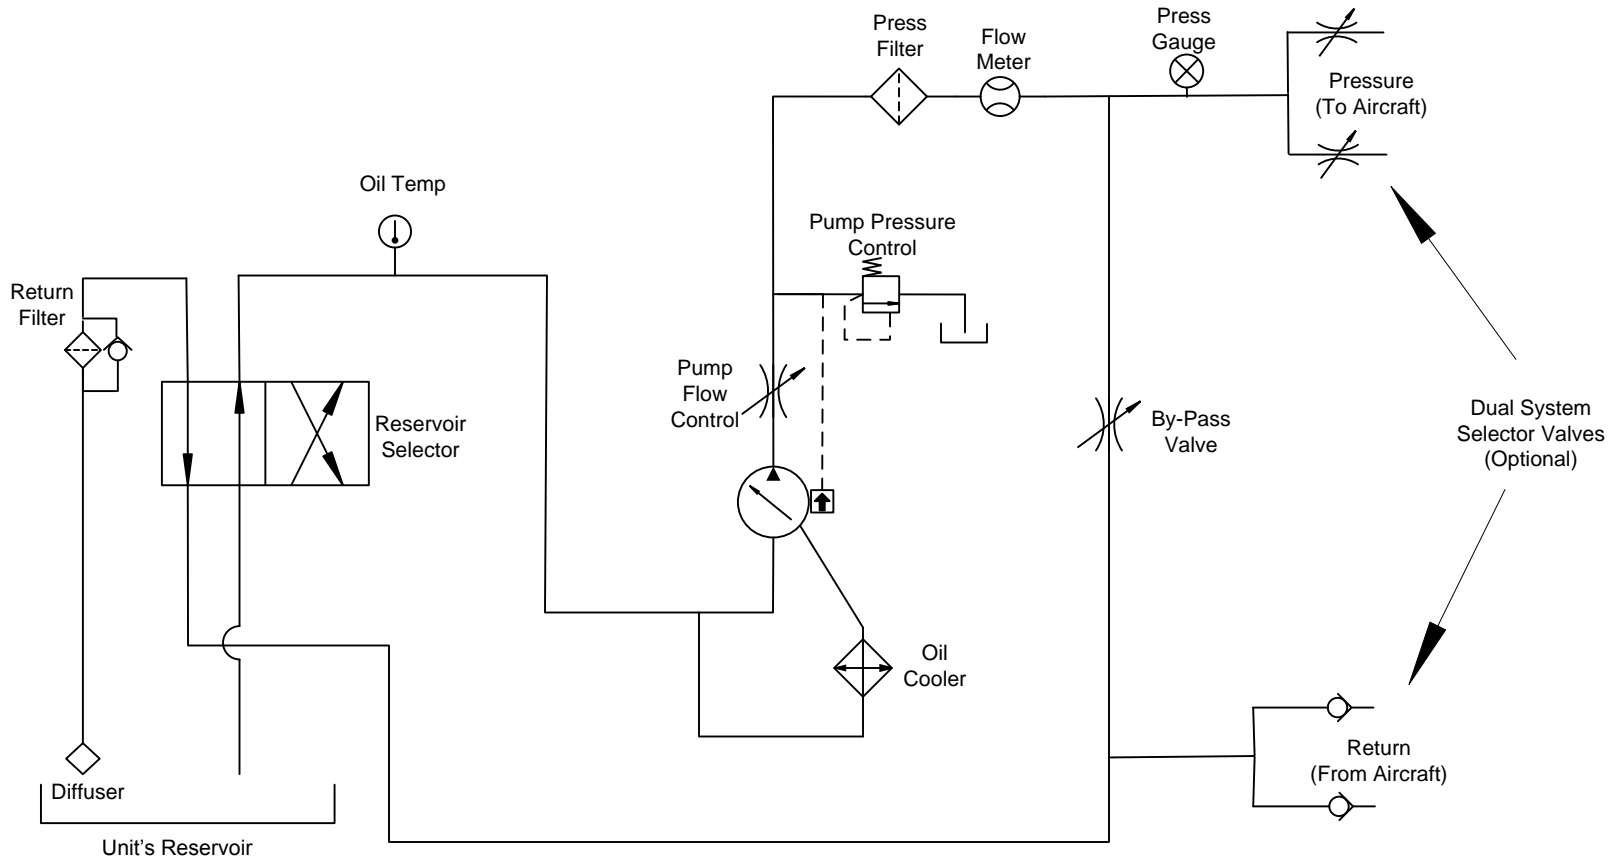 Press
Filter
Flow
Meter
Press
Gauge
Pressure
(To Aircraft)
Oil Temp
Pump Pressure
Control
Return
Filter
Pump
Flow
Control
Reservoir
Selector
By-Pass
Valve
Dual System
Selector Valves
(Optional)
Oil
Cooler
Return
(From Aircraft)
Diffuser
Unit's Reservoir